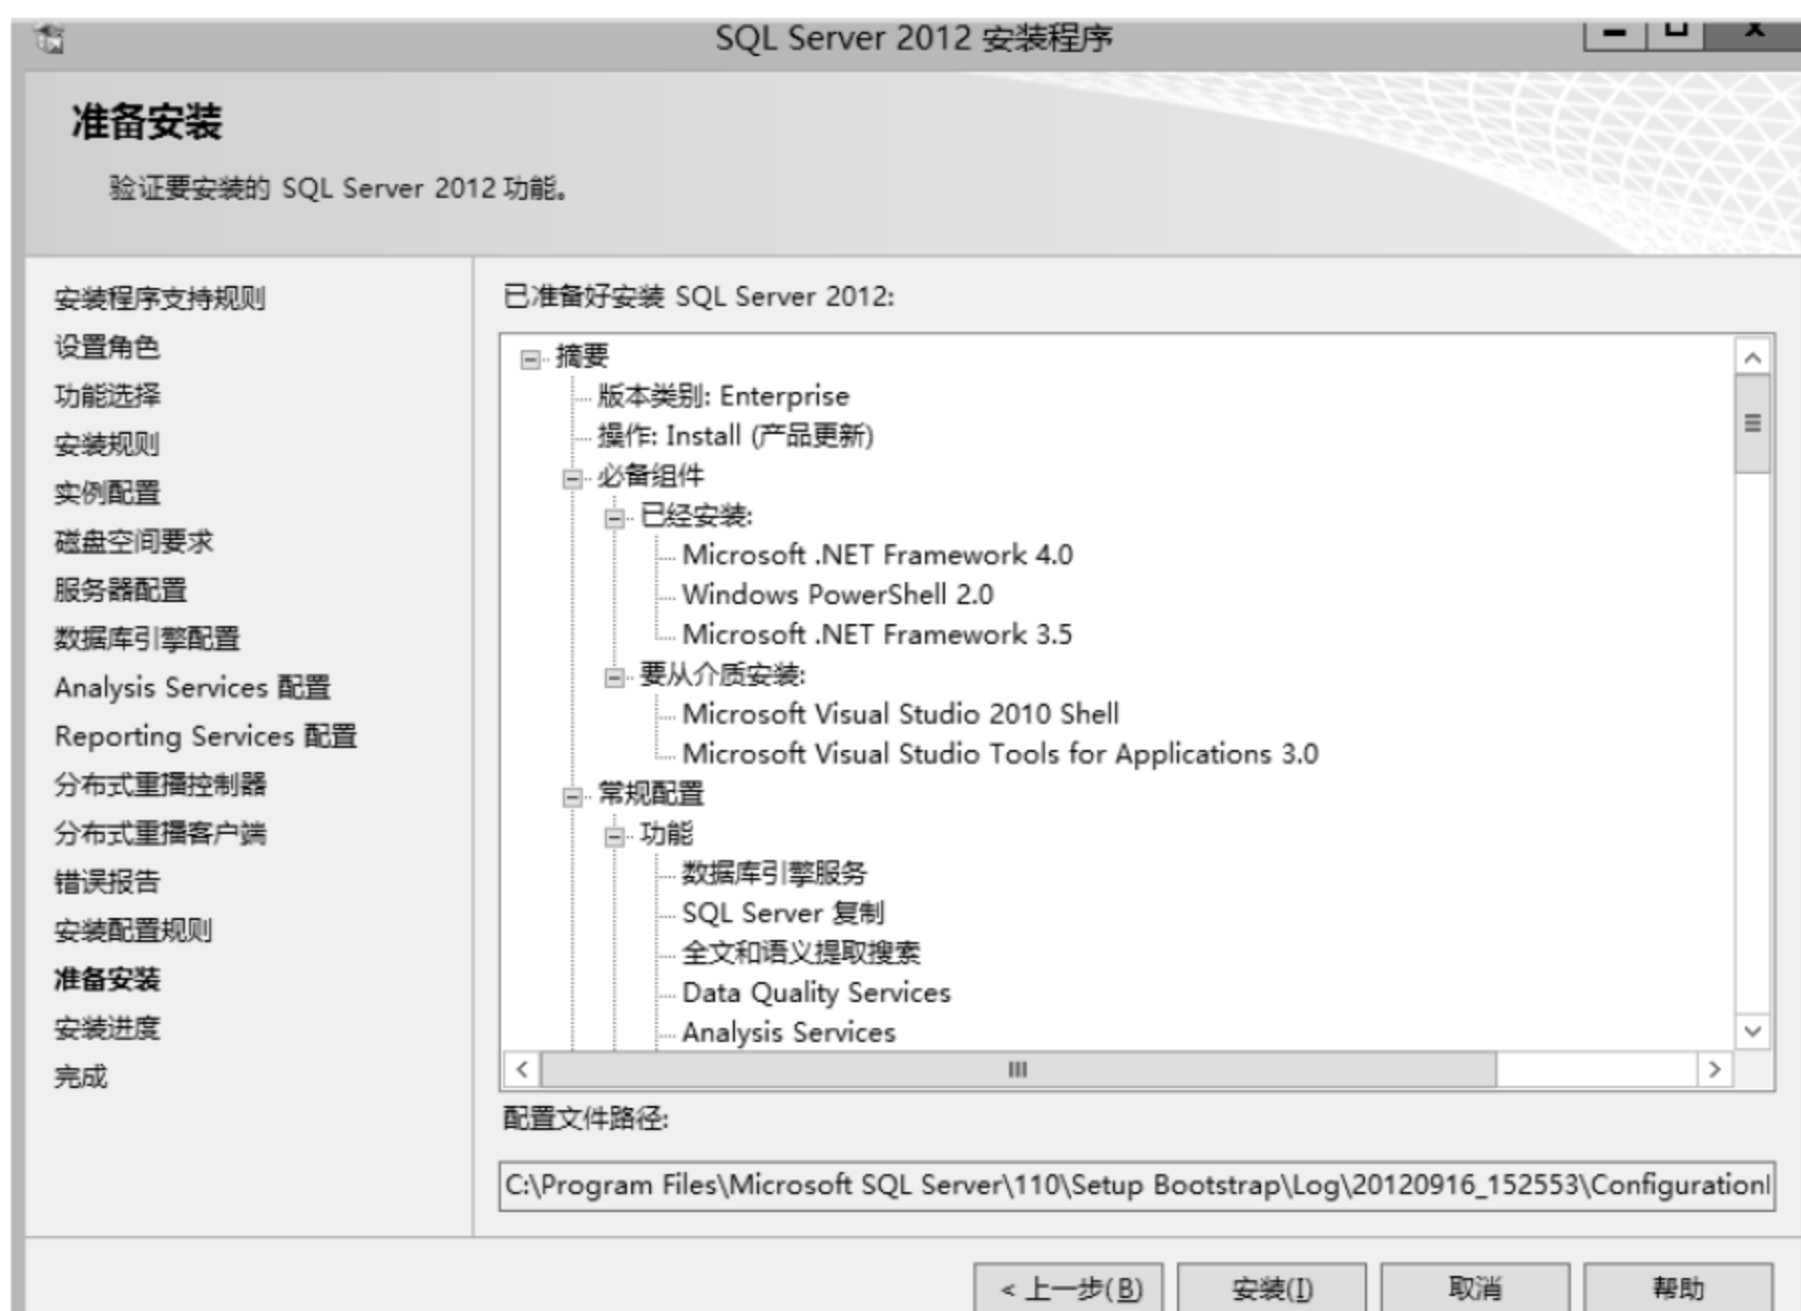 SQL Server 2012 安装程序
准备安装
验证要安装的 SQL Server 2012 功能。
安装程序支持规则
设置角色
功能选择
安装规则
实例配置
磁盘空间要求
服务器配置
数据库引擎配置
Analysis Services 配置
Reporting Services 配置
分布式重播控制器
分布式重播客户端
错误报告
安装配置规则
准备安装
安装进度
完成
已准备好安装 SQL Server 2012:
摘要
版本类别: Enterprise
操作: Install (产品更新)
必备组件
已经安装:
Microsoft .NET Framework 4.0
Windows PowerShell 2.0
Microsoft .NET Framework 3.5
要从介质安装:
Microsoft Visual Studio 2010 Shell
Microsoft Visual Studio Tools for Applications 3.0
常规配置
功能
数据库引擎服务
SQL Server 复制
全文和语义提取搜索
Data Quality Services
Analysis Services
配置文件路径:
C:\Program Files\Microsoft SQL Server\110\Setup Bootstrap\Log\20120916_152553\Configuration
< 上一步(B) 安装(I) 取消 帮助